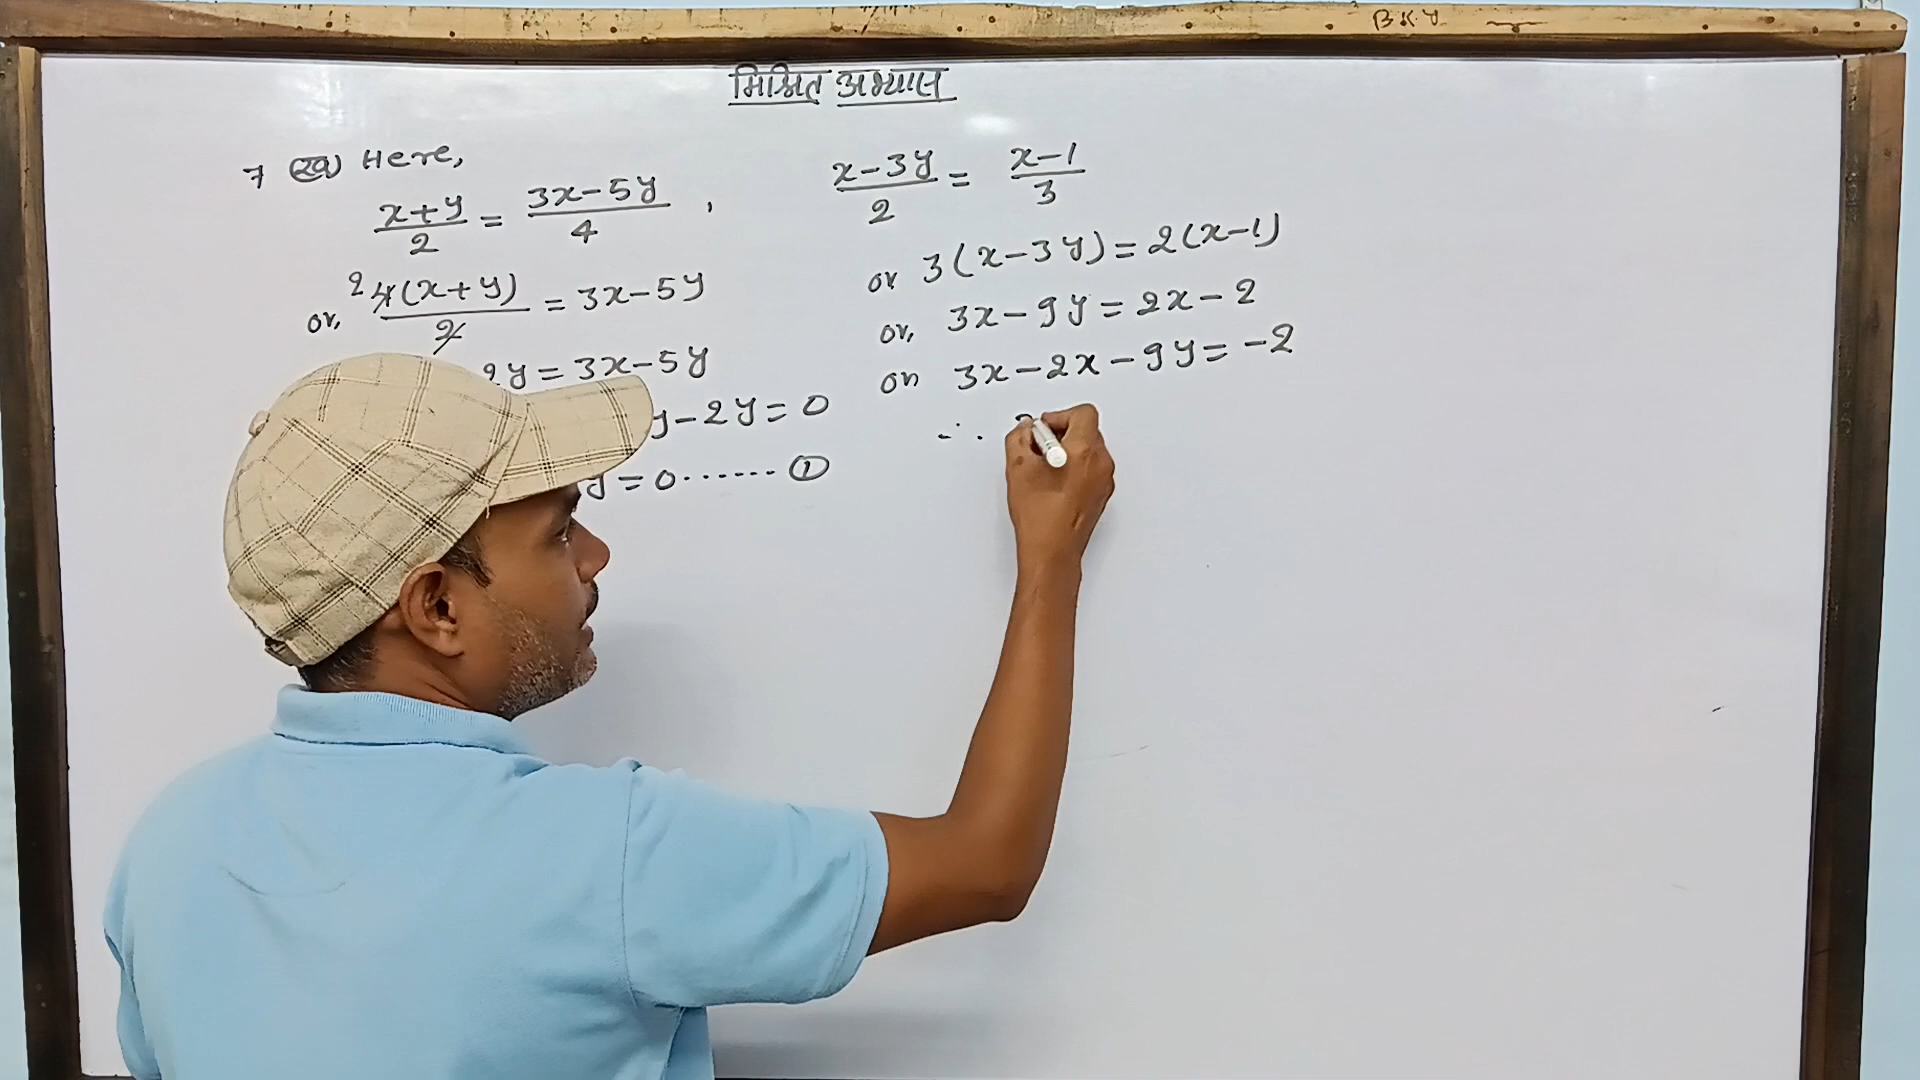 BKY
मिश्रित अभ्यास
7 ख) Here,
x+y/2 = 3x-5y/4 ,
or, 2 4(x+y)/2 = 3x-5y
2y = 3x-5y
y-2y = 0
y = 0 ...... ①
x-3y/2 = x-1/3
or 3(x-3y) = 2(x-1)
or, 3x-9y = 2x-2
or 3x-2x-9y = -2
∴